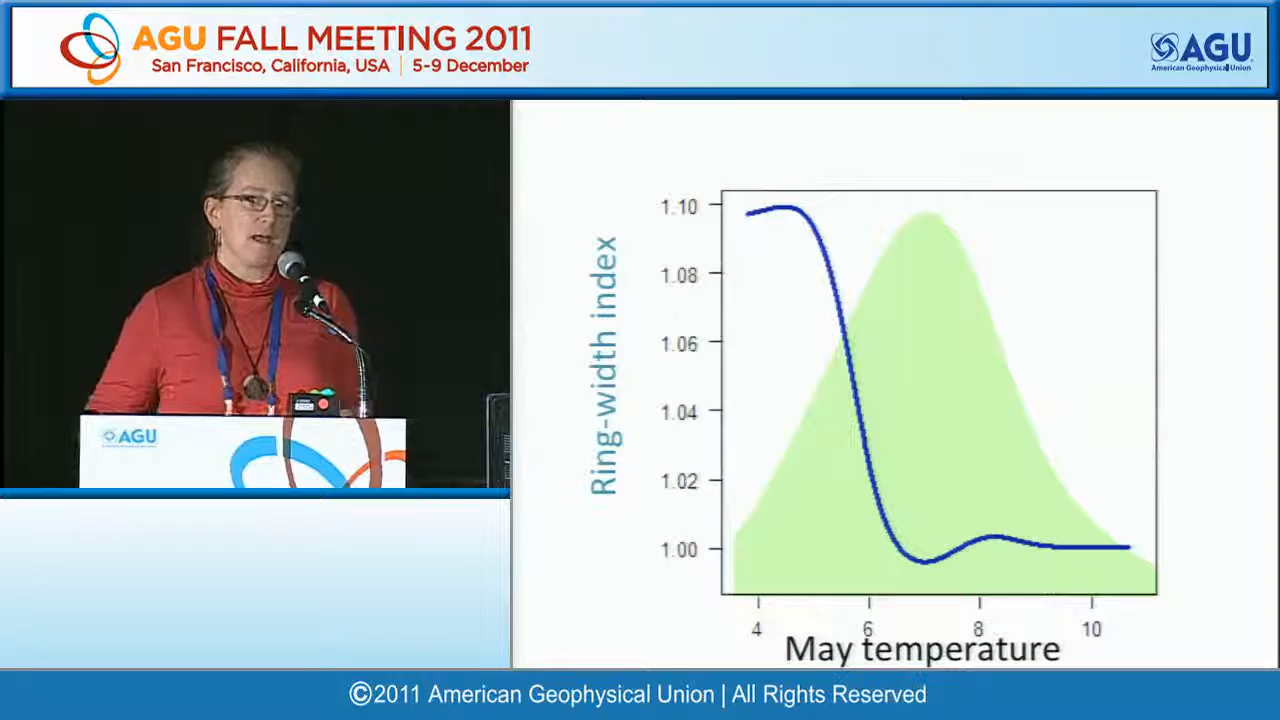 AGU FALL MEETING 2011
San Francisco, California, USA | 5-9 December
AGU
American Geophysical Union
AGU
Ring-width index
1.10
1.08
1.06
1.04
1.02
1.00
4 6 8 10
May temperature
©2011 American Geophysical Union | All Rights Reserved